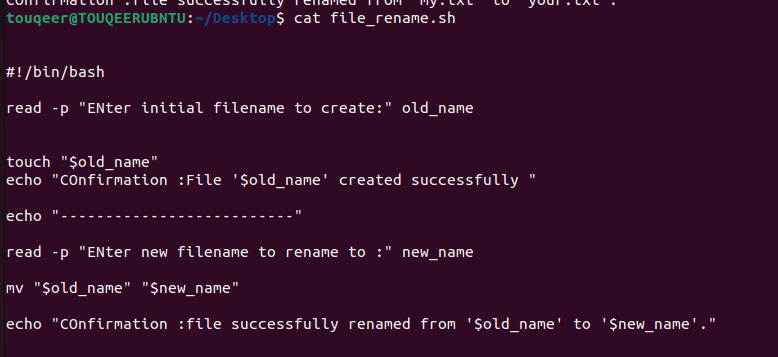 Confirmation :file successfully renamed from 'My.txt' to 'your.txt'.
touqeer@TOUQEERUBNTU:~/Desktop$ cat file_rename.sh
#!/bin/bash
read -p "ENter initial filename to create:" old_name
touch "$old_name"
echo "COnfirmation :File '$old_name' created successfully "
echo "--------------------------"
read -p "ENter new filename to rename to :" new_name
mv "$old_name" "$new_name"
echo "COnfirmation :file successfully renamed from '$old_name' to '$new_name'."